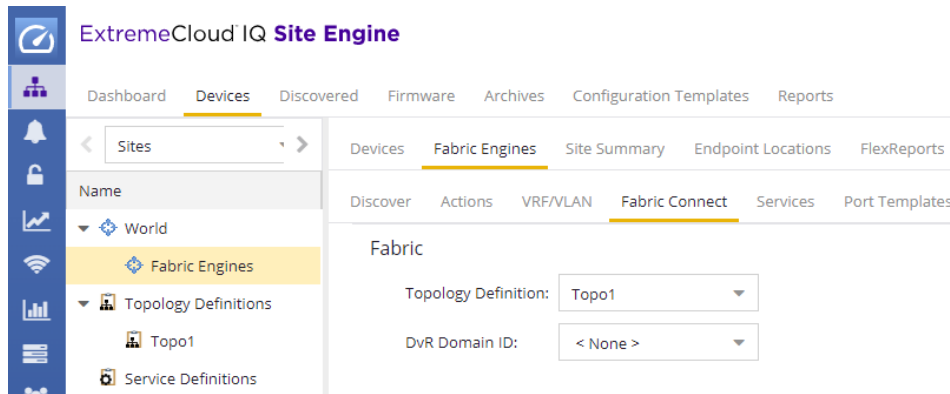 ExtremeCloud IQ Site Engine
Dashboard Devices Discovered Firmware Archives Configuration Templates Reports
Sites
Devices Fabric Engines Site Summary Endpoint Locations FlexReports
Name
Discover Actions VRF/VLAN Fabric Connect Services Port Templates
World
Fabric
Fabric Engines
Topology Definition: Topo1
Topology Definitions
Topo1
DvR Domain ID: < None >
Service Definitions